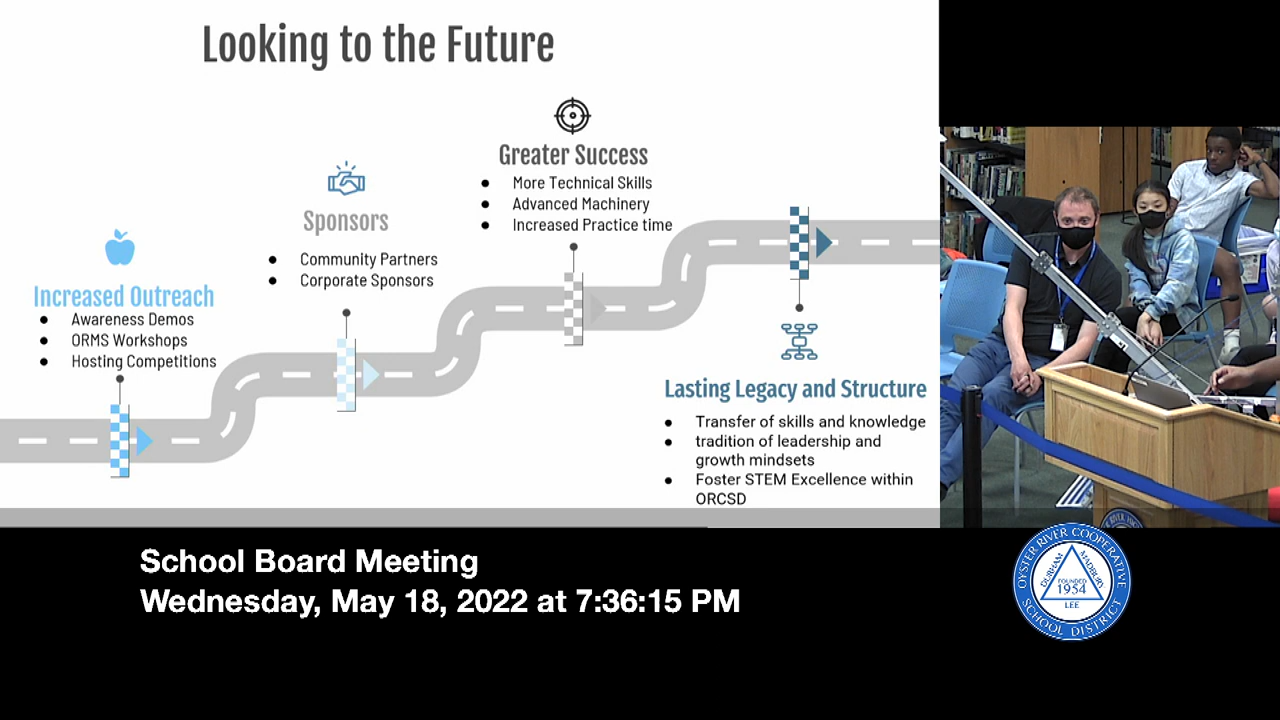 Looking to the Future
Greater Success
More Technical Skills
Advanced Machinery
Increased Practice time
Sponsors
Community Partners
Corporate Sponsors
Increased Outreach
Awareness Demos
ORMS Workshops
Hosting Competitions
Lasting Legacy and Structure
Transfer of skills and knowledge
tradition of leadership and
growth mindsets
Foster STEM Excellence within
ORCSD
School Board Meeting
Wednesday, May 18, 2022 at 7:36:15 PM
OYSTER RIVER COOPERATIVE
SCHOOL DISTRICT
DURHAM
MADBURY
FOUNDED
1954
LEE